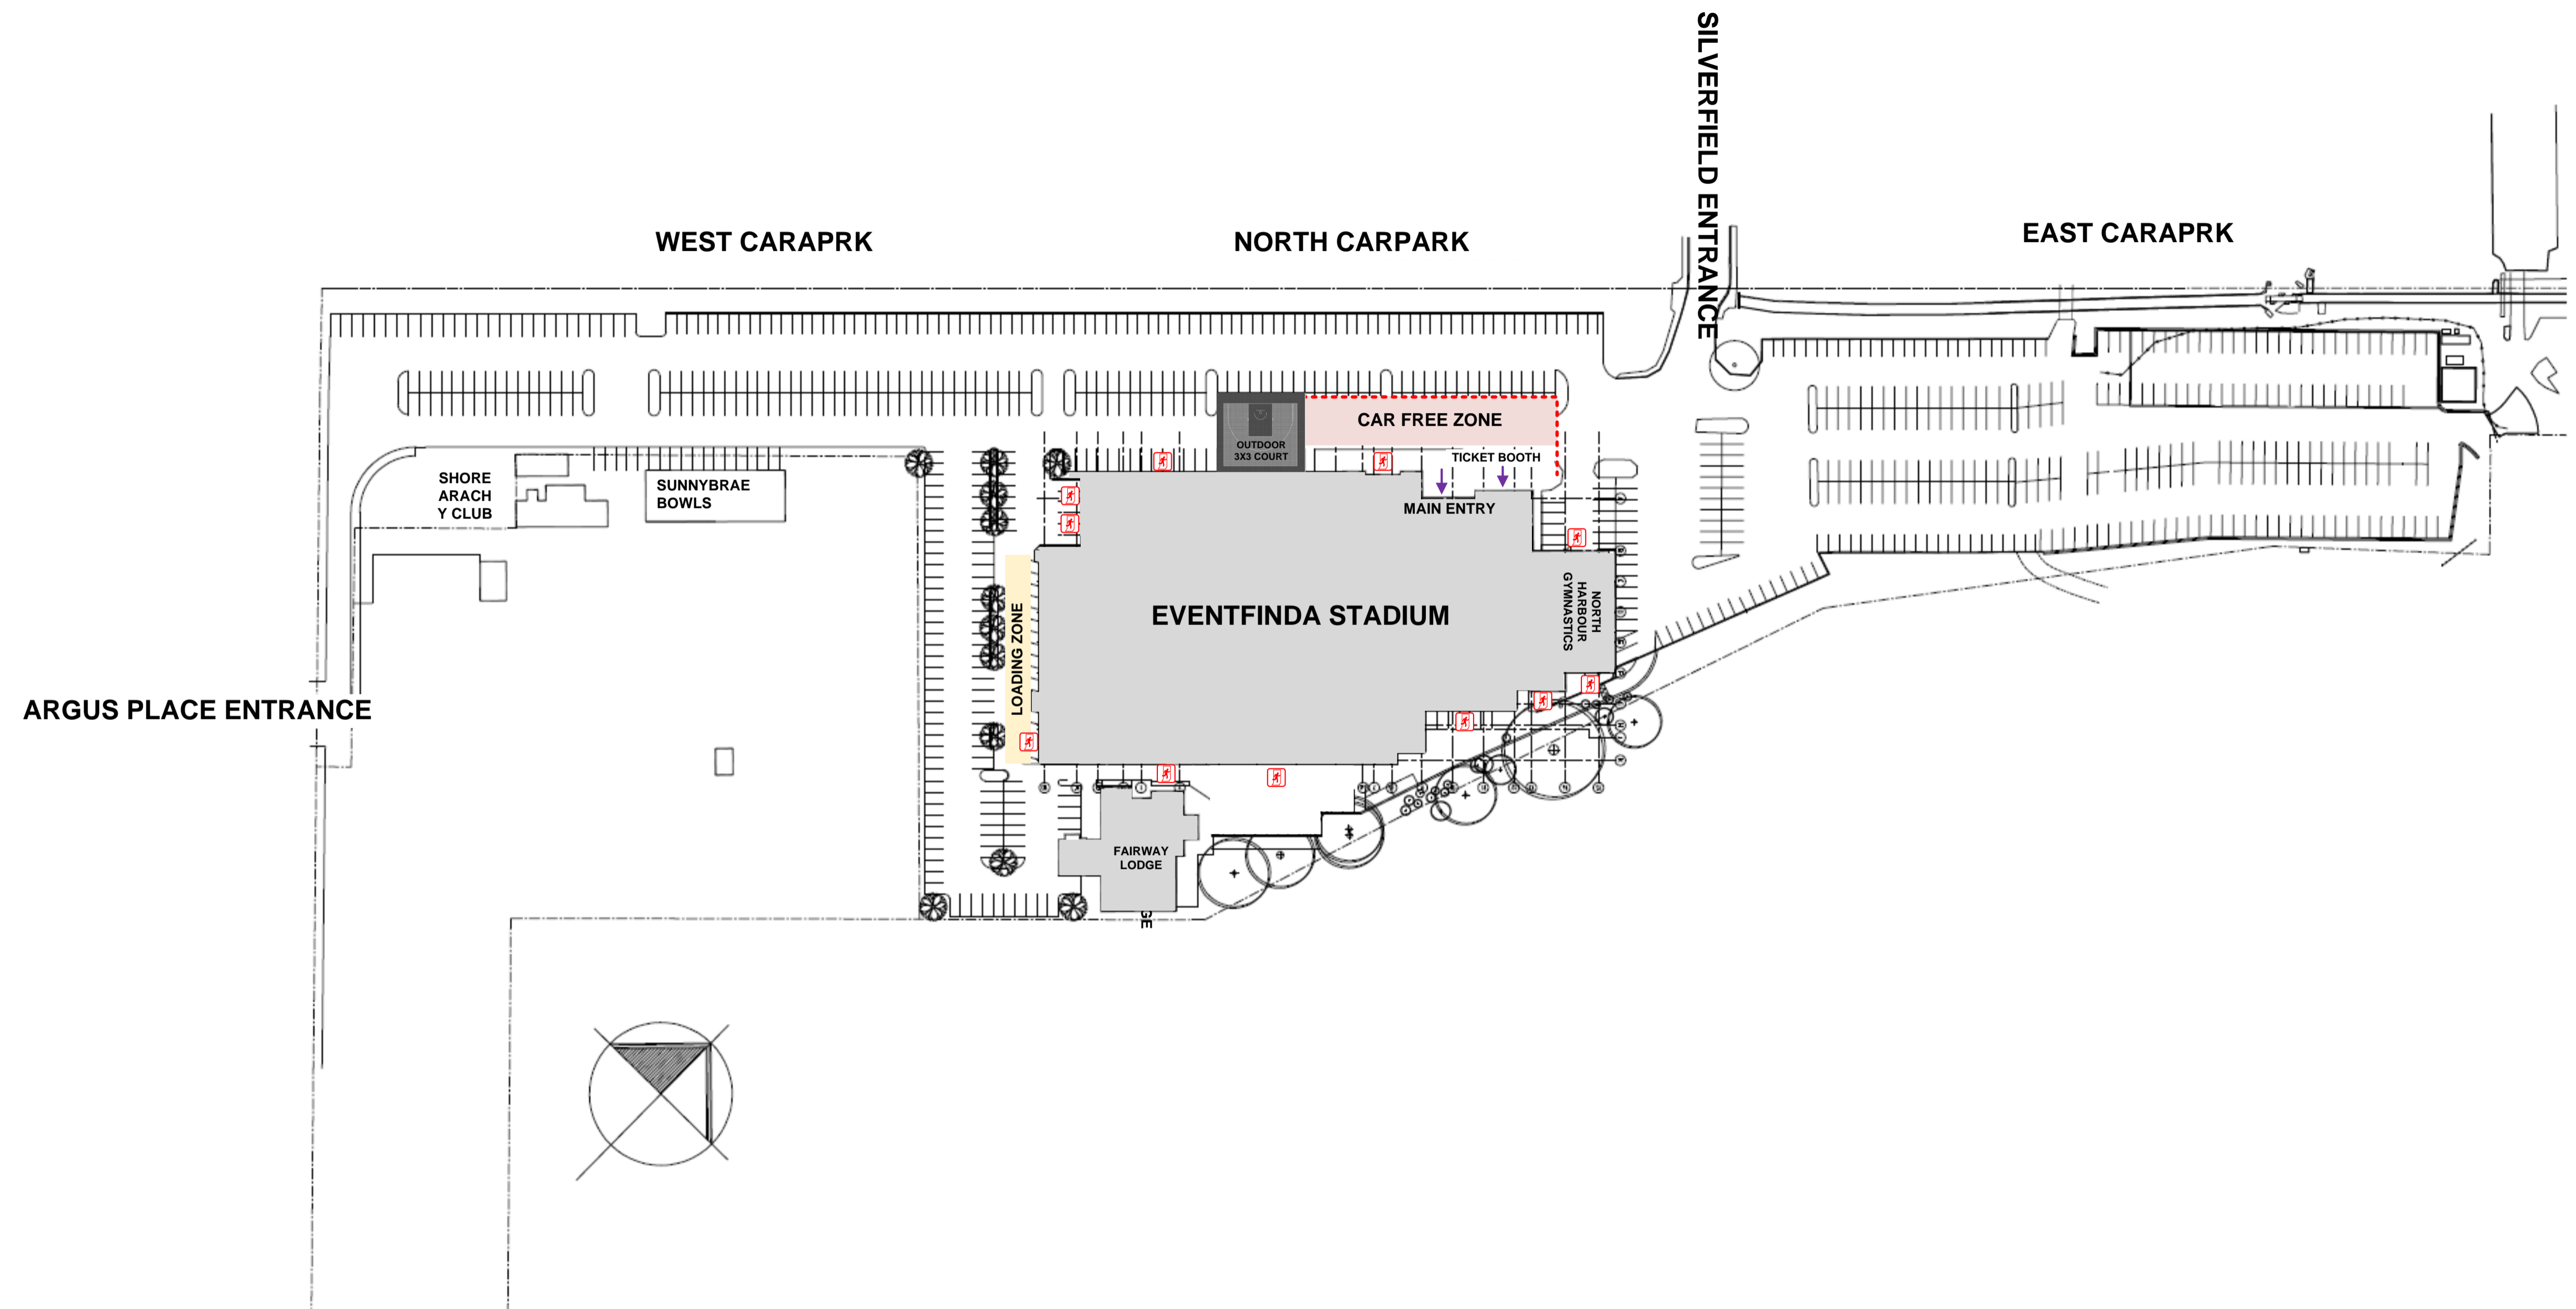 SILVERFIELD ENTRANCE
WEST CARAPRK
NORTH CARPARK
EAST CARAPRK
CAR FREE ZONE
OUTDOOR
3X3 COURT
TICKET BOOTH
MAIN ENTRY
SHORE
ARACH
Y CLUB
SUNNYBRAE
BOWLS
EVENTFINDA STADIUM
NORTH
HARBOUR
GYMNASTICS
LOADING ZONE
ARGUS PLACE ENTRANCE
FAIRWAY
LODGE
GE